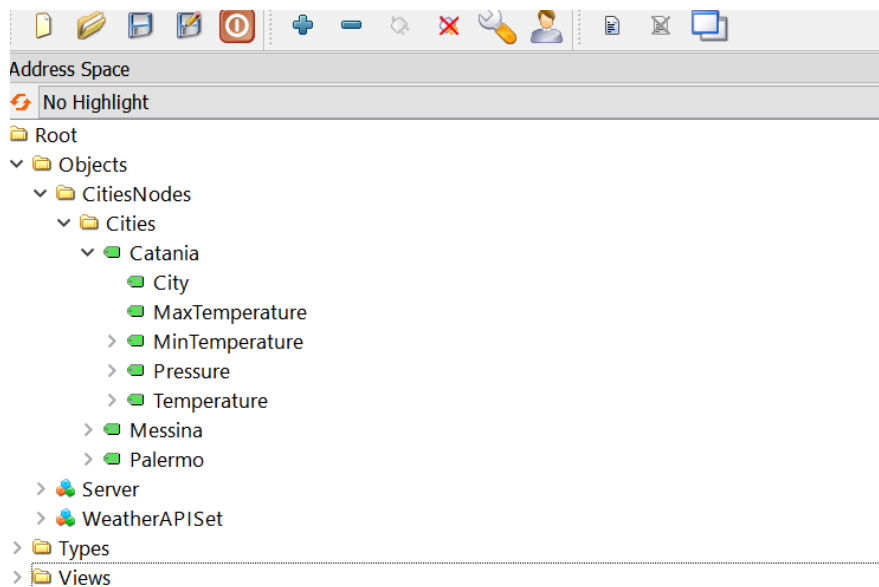 Address Space
No Highlight
Root
Objects
CitiesNodes
Cities
Catania
City
MaxTemperature
MinTemperature
Pressure
Temperature
Messina
Palermo
Server
WeatherAPISet
Types
Views